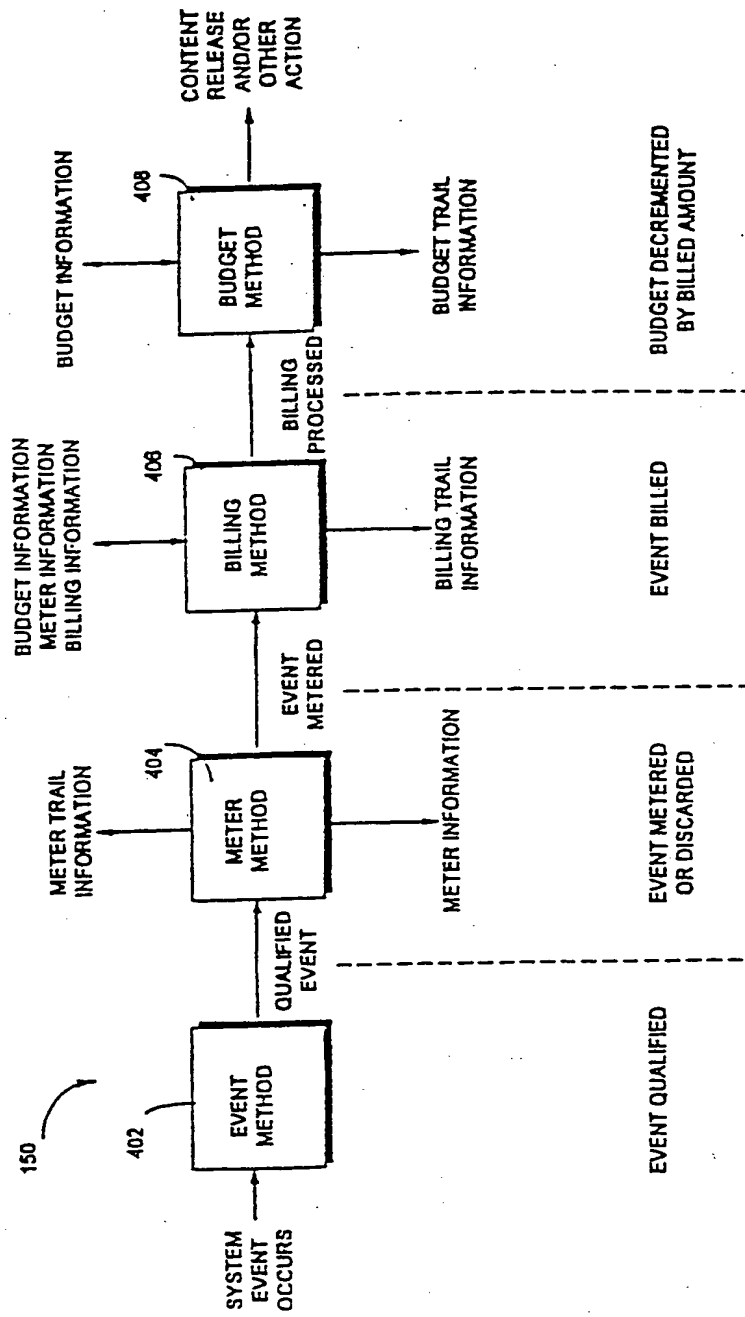 150
SYSTEM
EVENT
OCCURS
402
EVENT
METHOD
QUALIFIED
EVENT
METER TRAIL
INFORMATION
404
METER
METHOD
METER INFORMATION
EVENT
METERED
BUDGET INFORMATION
METER INFORMATION
BILLING INFORMATION
406
BILLING
METHOD
BILLING TRAIL
INFORMATION
BILLING
PROCESSED
BUDGET INFORMATION
408
BUDGET
METHOD
BUDGET TRAIL
INFORMATION
CONTENT
RELEASE
AND/OR
OTHER
ACTION
EVENT QUALIFIED
EVENT METERED
OR DISCARDED
EVENT BILLED
BUDGET DECREMENTED
BY BILLED AMOUNT